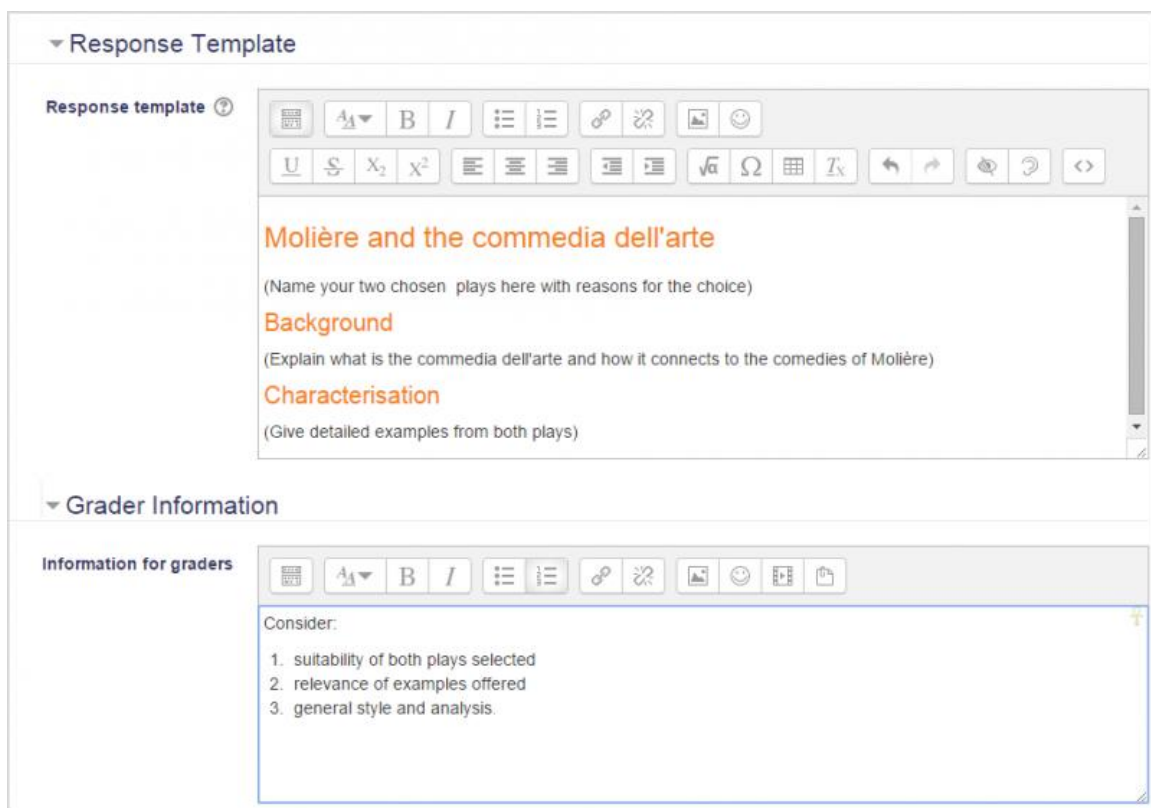 Response Template
Response template
Molière and the commedia dell'arte
(Name your two chosen  plays here with reasons for the choice)
Background
(Explain what is the commedia dell'arte and how it connects to the comedies of Molière)
Characterisation
(Give detailed examples from both plays)
Grader Information
Information for graders
Consider:
1. suitability of both plays selected
2. relevance of examples offered
3. general style and analysis.